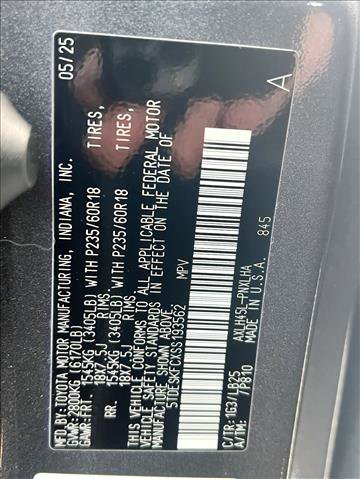 MFD. BY:TOYOTA MOTOR MANUFACTURING, INDIANA, INC. 05/25
GVWR: 2800KG (6170LB)
GAWR:FRT. 1545KG (3405LB) WITH P235/60R18 TIRES,
18X7.5J RIMS
RR. 1545KG (3405LB) WITH P235/60R18 TIRES,
18X7.5J RIMS
THIS VEHICLE CONFORMS TO ALL APPLICABLE FEDERAL MOTOR
VEHICLE SAFETY STANDARDS IN EFFECT ON THE DATE OF
MANUFACTURE SHOWN ABOVE.
5TDESKFCXSS193562 MPV
A
845
C/TR: 1G3/LB25 AXLH45L-PWXLHA
A/TM: /P810 MADE IN U.S.A.